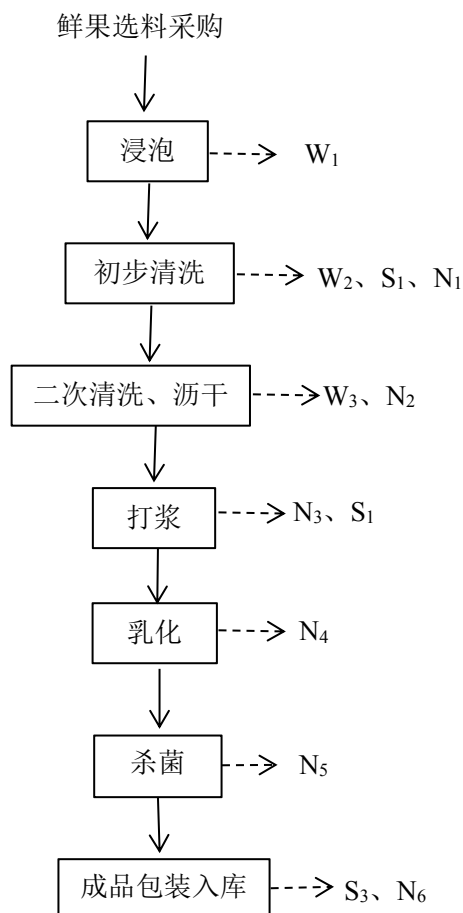 鲜果选料采购
浸泡
W₁
初步清洗
W₂、S₁、N₁
二次清洗、沥干
W₃、N₂
打浆
N₃、S₁
乳化
N₄
杀菌
N₅
成品包装入库
S₃、N₆